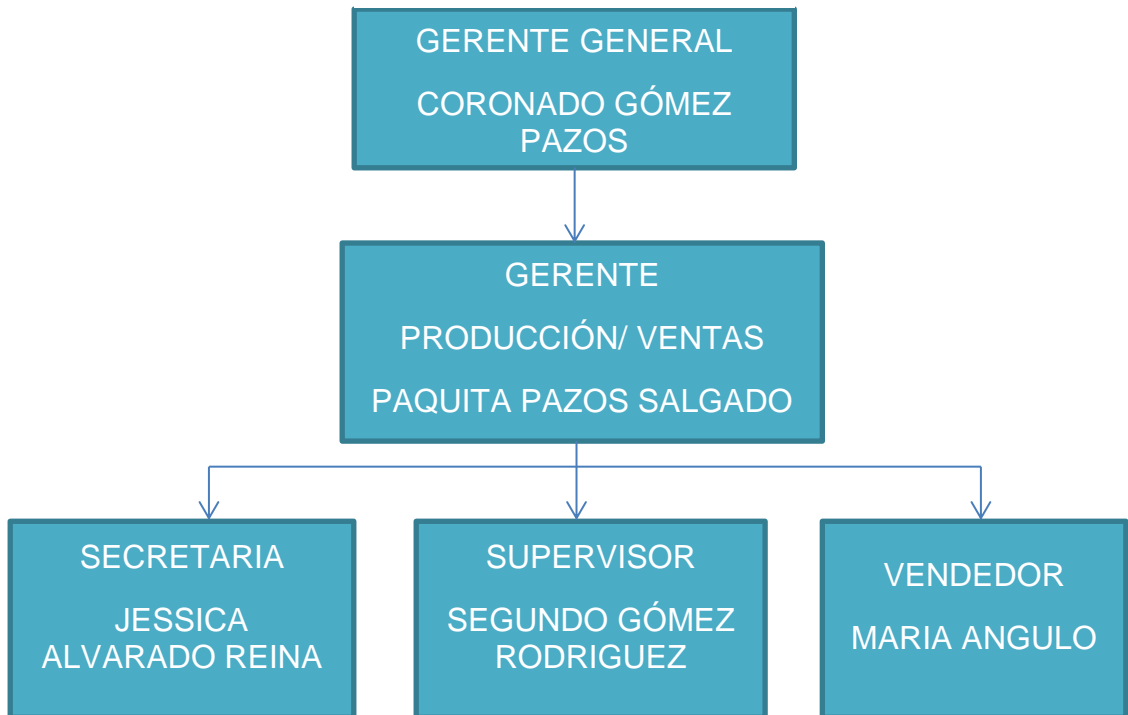 GERENTE GENERAL
CORONADO GÓMEZ
PAZOS
GERENTE
PRODUCCIÓN/ VENTAS
PAQUITA PAZOS SALGADO
SECRETARIA
JESSICA
ALVARADO REINA
SUPERVISOR
SEGUNDO GÓMEZ
RODRIGUEZ
VENDEDOR
MARIA ANGULO